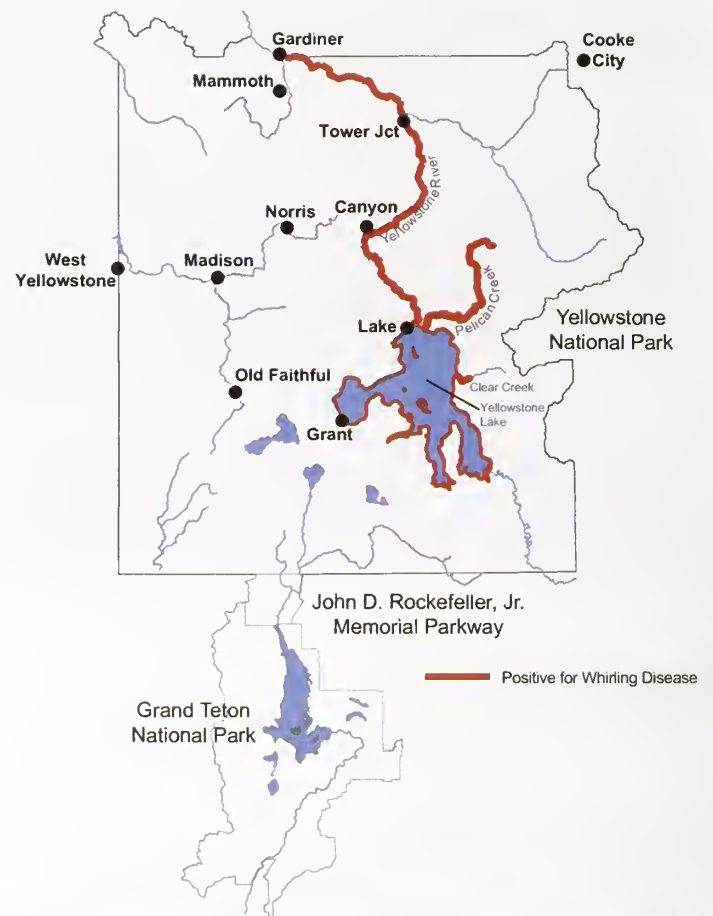 Gardiner
Cooke
City
Mammoth
Tower Jct
Yellowstone River
Norris
Canyon
West
Yellowstone
Madison
Pelican Creek
Lake
Yellowstone
National Park
Old Faithful
Clear Creek
Yellowstone
Lake
Grant
John D. Rockefeller, Jr.
Memorial Parkway
Positive for Whirling Disease
Grand Teton
National Park